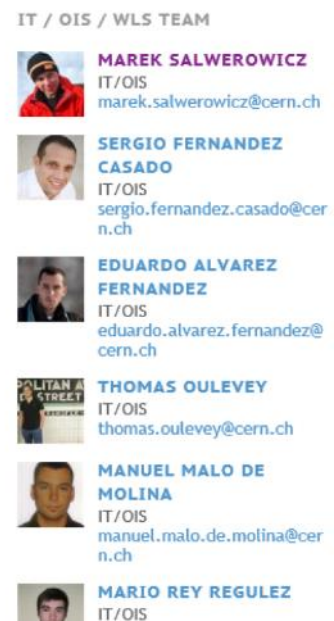 IT / OIS / WLS TEAM
MAREK SALWEROWICZ
IT/OIS
marek.salwerowicz@cern.ch
SERGIO FERNANDEZ
CASADO
IT/OIS
sergio.fernandez.casado@cer
n.ch
EDUARDO ALVAREZ
FERNANDEZ
IT/OIS
eduardo.alvarez.fernandez@
cern.ch
OLITAN A
STREET
THOMAS OULEVEY
IT/OIS
thomas.oulevey@cern.ch
MANUEL MALO DE
MOLINA
IT/OIS
manuel.malo.de.molina@cer
n.ch
MARIO REY REGULEZ
IT/OIS